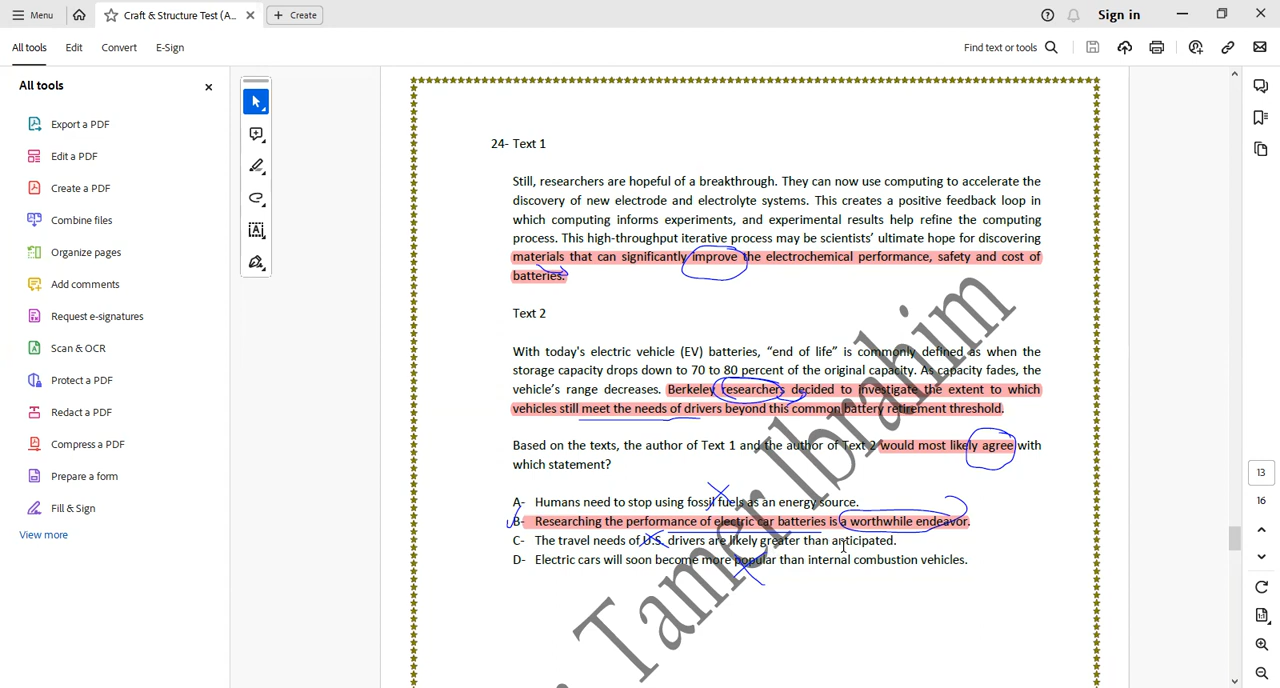 Menu
Craft & Structure Test (A...
Create
Sign in
All tools
Edit
Convert
E-Sign
Find text or tools
All tools
Export a PDF
Edit a PDF
Create a PDF
Combine files
Organize pages
Add comments
Request e-signatures
Scan & OCR
Protect a PDF
Redact a PDF
Compress a PDF
Prepare a form
Fill & Sign
View more
24- Text 1
Still, researchers are hopeful of a breakthrough. They can now use computing to accelerate the
discovery of new electrode and electrolyte systems. This creates a positive feedback loop in
which computing informs experiments, and experimental results help refine the computing
process. This high-throughput iterative process may be scientists' ultimate hope for discovering
materials that can significantly improve the electrochemical performance, safety and cost of
batteries.
Text 2
With today's electric vehicle (EV) batteries, "end of life" is commonly defined as when the
storage capacity drops down to 70 to 80 percent of the original capacity. As capacity fades, the
vehicle's range decreases. Berkeley researchers decided to investigate the extent to which
vehicles still meet the needs of drivers beyond this common battery retirement threshold.
Based on the texts, the author of Text 1 and the author of Text 2 would most likely agree with
which statement?
A- Humans need to stop using fossil fuels as an energy source.
B- Researching the performance of electric car batteries is a worthwhile endeavor.
C- The travel needs of U.S. drivers are likely greater than anticipated.
D- Electric cars will soon become more popular than internal combustion vehicles.
Tamer Ibrahim
13
16